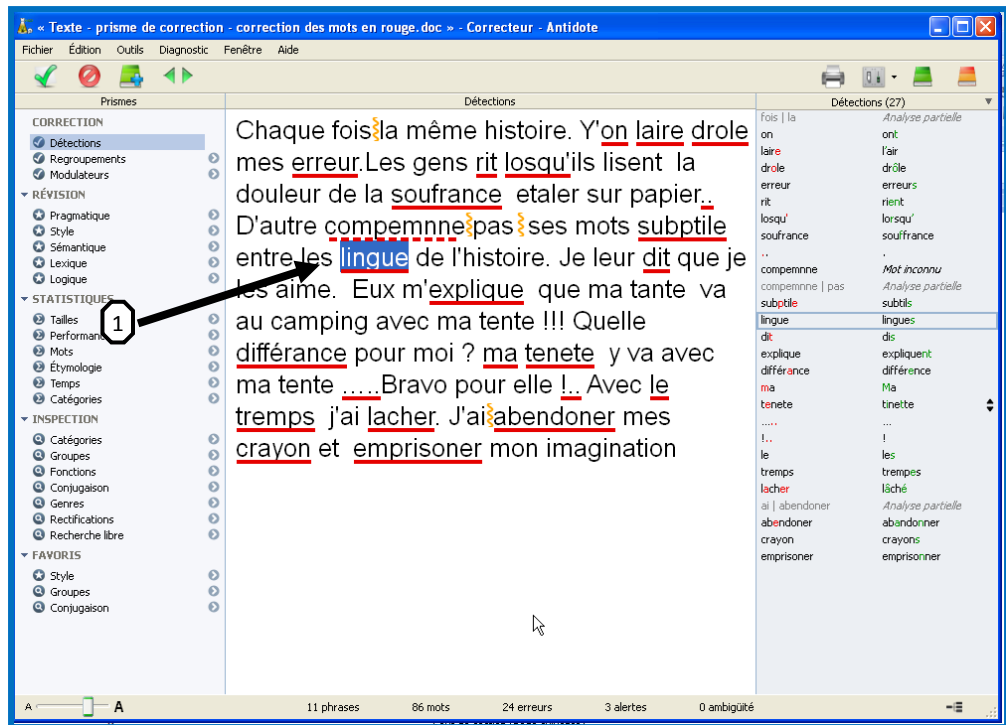 « Texte - prisme de correction - correction des mots en rouge.doc » - Correcteur - Antidote
Fichier Édition Outils Diagnostic Fenêtre Aide
Prismes
CORRECTION
Détections
Regroupements
Modulateurs
RÉVISION
Pragmatique
Style
Sémantique
Lexique
Logique
STATISTIQUES
Tailles
Performan
Mots
Étymologie
Temps
Catégories
INSPECTION
Catégories
Groupes
Fonctions
Conjugaison
Genres
Rectifications
Recherche libre
FAVORIS
Style
Groupes
Conjugaison
1
Détections
Chaque fois la même histoire. Y'on laire drole
mes erreur.Les gens rit losqu'ils lisent la
douleur de la soufrance etaler sur papier..
D'autre compemnne pas ses mots subptile
entre les lingue de l'histoire. Je leur dit que je
les aime. Eux m'explique que ma tante va
au camping avec ma tente !!! Quelle
différance pour moi ? ma tenete y va avec
ma tente .....Bravo pour elle !.. Avec le
tremps j'ai lacher. J'ai abendoner mes
crayon et emprisoner mon imagination
Détections (27)
fois | la Analyse partielle
on ont
laire l'air
drole drôle
erreur erreurs
rit rient
losqu' lorsqu'
soufrance souffrance
.. .
compemnne Mot inconnu
compemnne | pas Analyse partielle
subptile subtils
lingue lingues
dit dis
explique expliquent
différance différence
ma Ma
tenete tinette
..... ...
!.. !
le les
tremps trempes
lacher lâché
ai | abendoner Analyse partielle
abendoner abandonner
crayon crayons
emprisoner emprisonner
A A
11 phrases 86 mots 24 erreurs 3 alertes 0 ambigüité